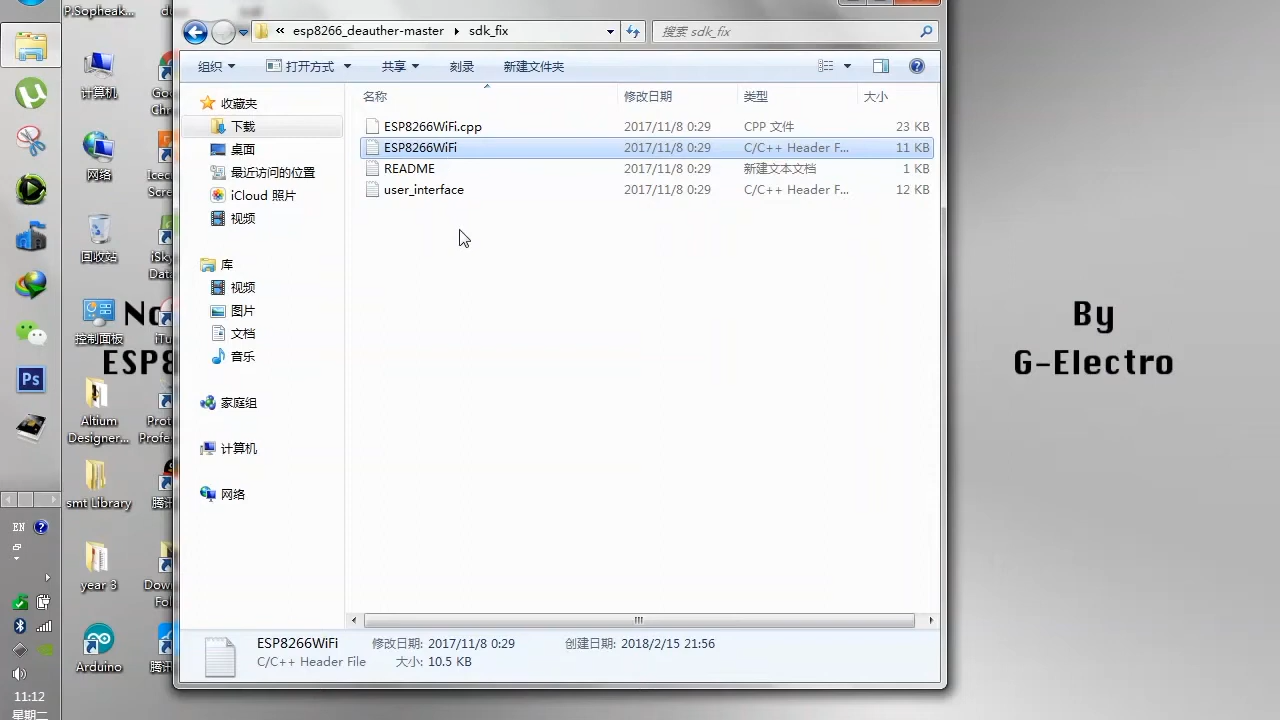 P.Sopheak...
计算机
网络
回收站
控制面板
Altium
Designer...
smt Library
year 3
Arduino
EN
11:12
星期二
Ps
« esp8266_deauther-master ▸ sdk_fix
搜索 sdk_fix
组织
打开方式
共享
刻录
新建文件夹
收藏夹
下载
桌面
最近访问的位置
iCloud 照片
视频
库
视频
图片
文档
音乐
家庭组
计算机
网络
名称 修改日期 类型 大小
ESP8266WiFi.cpp 2017/11/8 0:29 CPP 文件 23 KB
ESP8266WiFi 2017/11/8 0:29 C/C++ Header F... 11 KB
README 2017/11/8 0:29 新建文本文档 1 KB
user_interface 2017/11/8 0:29 C/C++ Header F... 12 KB
ESP8266WiFi 修改日期: 2017/11/8 0:29 创建日期: 2018/2/15 21:56
C/C++ Header File 大小: 10.5 KB
By
G-Electro